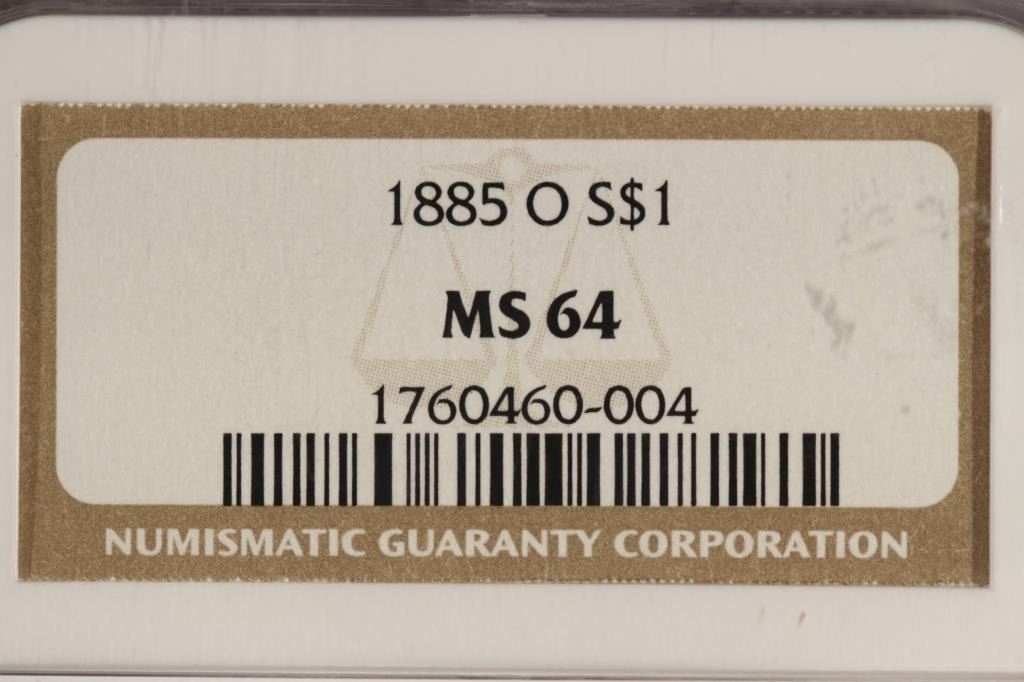 1885 O S$1
MS 64
1760460-004
NUMISMATIC GUARANTY CORPORATION